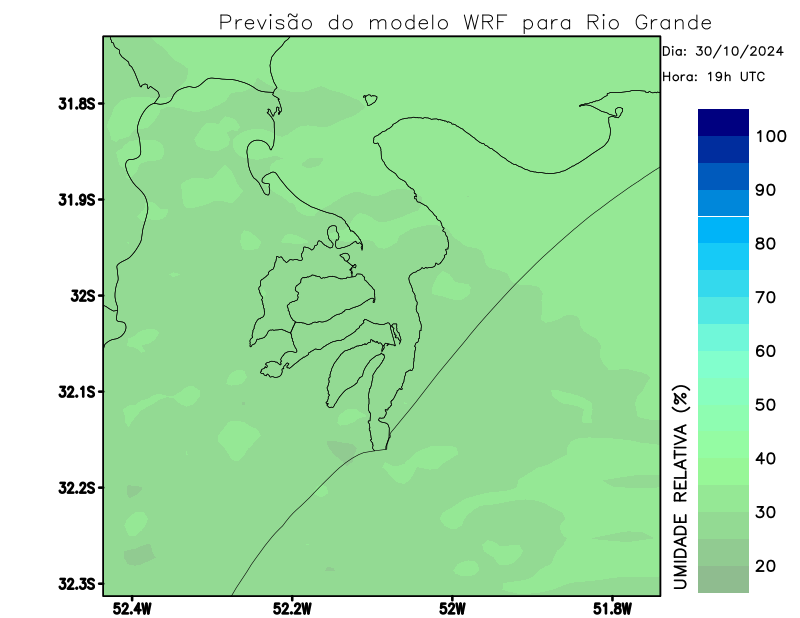 Previsão do modelo WRF para Rio Grande
Dia: 30/10/2024
Hora: 19h UTC
31.8S
31.9S
32S
32.1S
32.2S
32.3S
52.4W
52.2W
52W
51.8W
100
90
80
70
60
50
40
30
20
UMIDADE RELATIVA (%)